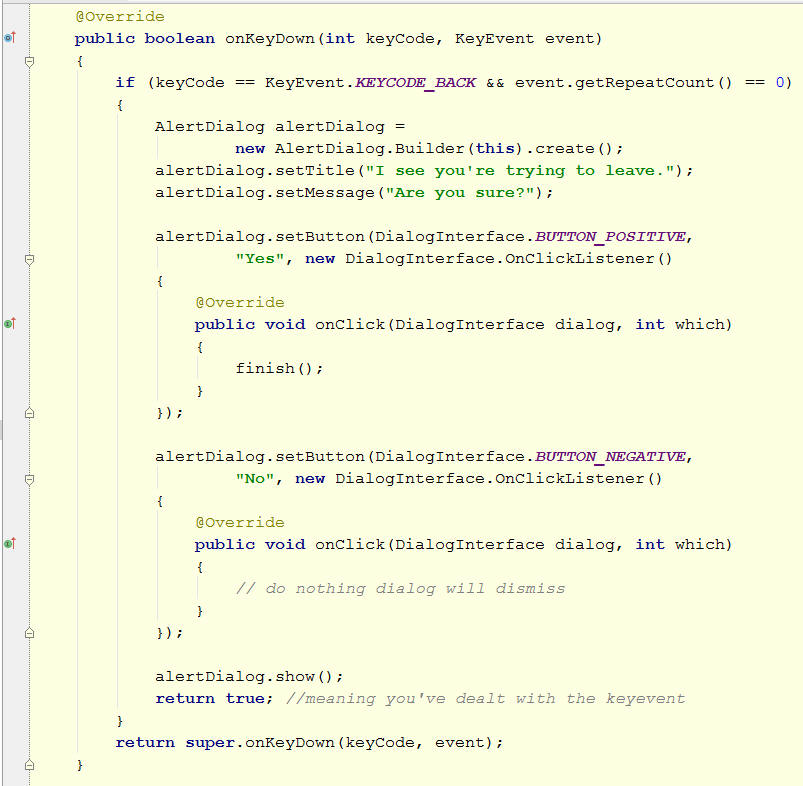 @Override
public boolean onKeyDown(int keyCode, KeyEvent event)
{
if (keyCode == KeyEvent.KEYCODE_BACK && event.getRepeatCount() == 0)
{
AlertDialog alertDialog =
new AlertDialog.Builder(this).create();
alertDialog.setTitle("I see you're trying to leave.");
alertDialog.setMessage("Are you sure?");
alertDialog.setButton(DialogInterface.BUTTON_POSITIVE,
"Yes", new DialogInterface.OnClickListener()
{
@Override
public void onClick(DialogInterface dialog, int which)
{
finish();
}
});
alertDialog.setButton(DialogInterface.BUTTON_NEGATIVE,
"No", new DialogInterface.OnClickListener()
{
@Override
public void onClick(DialogInterface dialog, int which)
{
// do nothing dialog will dismiss
}
});
alertDialog.show();
return true; //meaning you've dealt with the keyevent
}
return super.onKeyDown(keyCode, event);
}